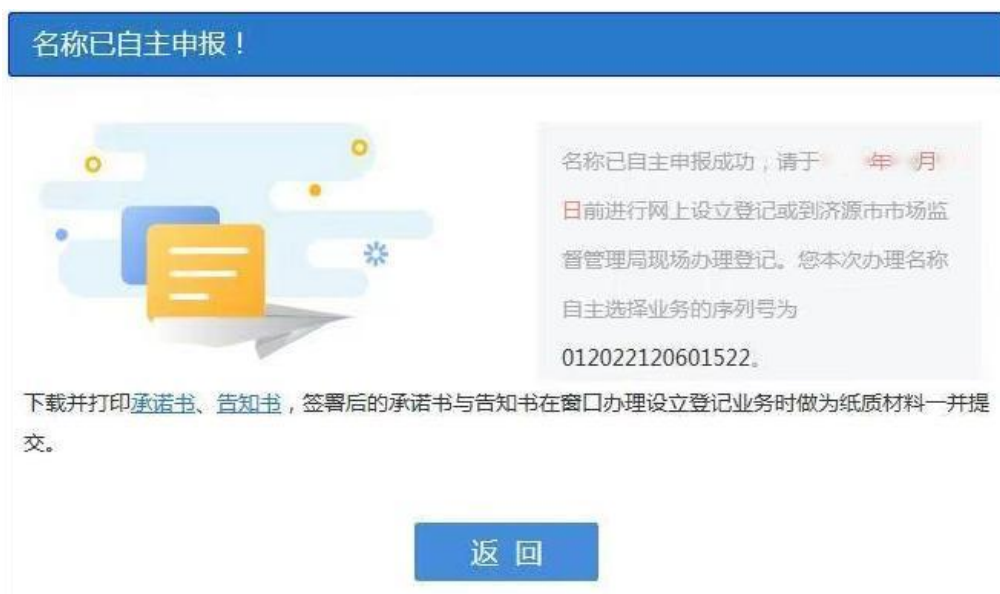 名称已自主申报！
名称已自主申报成功，请于 年 月
日前进行网上设立登记或到济源市市场监
督管理局现场办理登记。您本次办理名称
自主选择业务的序列号为
012022120601522。
下载并打印承诺书、告知书，签署后的承诺书与告知书在窗口办理设立登记业务时做为纸质材料一并提
交。
返 回